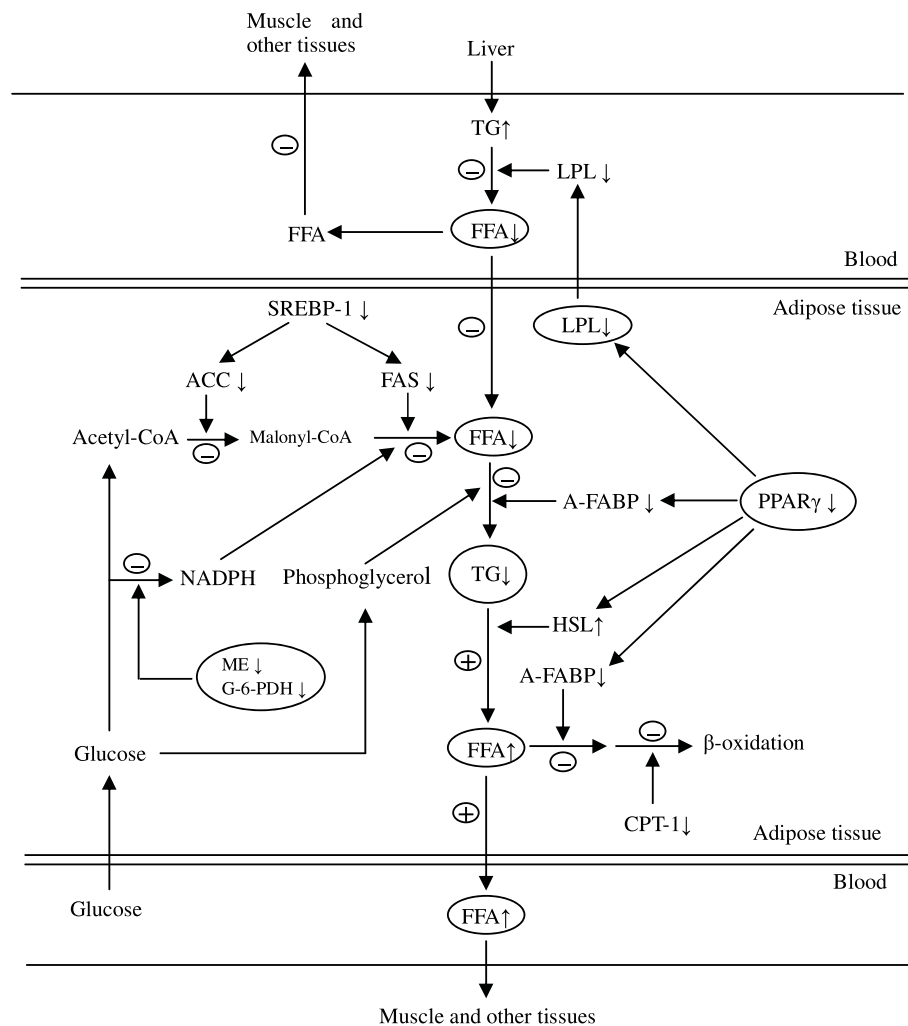 Muscle and
other tissues
Liver
TG↑
−
−
LPL ↓
FFA
FFA↓
Blood
Adipose tissue
SREBP-1 ↓
−
LPL↓
ACC ↓
FAS ↓
Acetyl-CoA
Malonyl-CoA
FFA↓
−
−
−
A-FABP ↓
PPARγ ↓
−
NADPH
Phosphoglycerol
TG↓
HSL↑
ME ↓
G-6-PDH ↓
+
A-FABP↓
Glucose
FFA↑
−
−
β-oxidation
+
CPT-1↓
Adipose tissue
Blood
Glucose
FFA↑
Muscle and other tissues